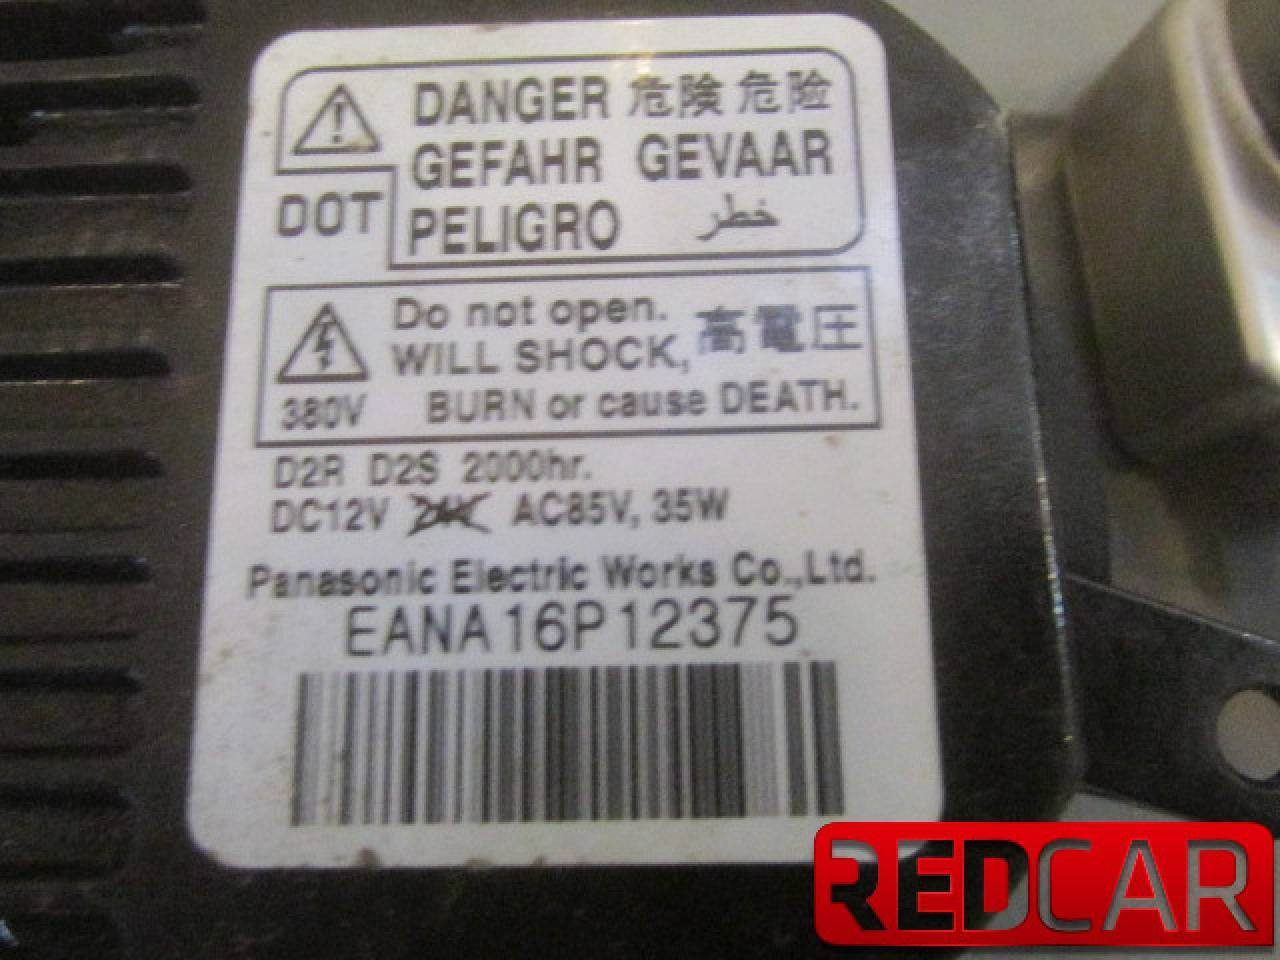 DANGER 危険 危险
GEFAHR GEVAAR
DOT PELIGRO خطر
Do not open.
WILL SHOCK, 高電圧
380V BURN or cause DEATH.
D2R D2S 2000hr.
DC12V 24V AC85V, 35W
Panasonic Electric Works Co.,Ltd.
EANA16P12375
REDCAR